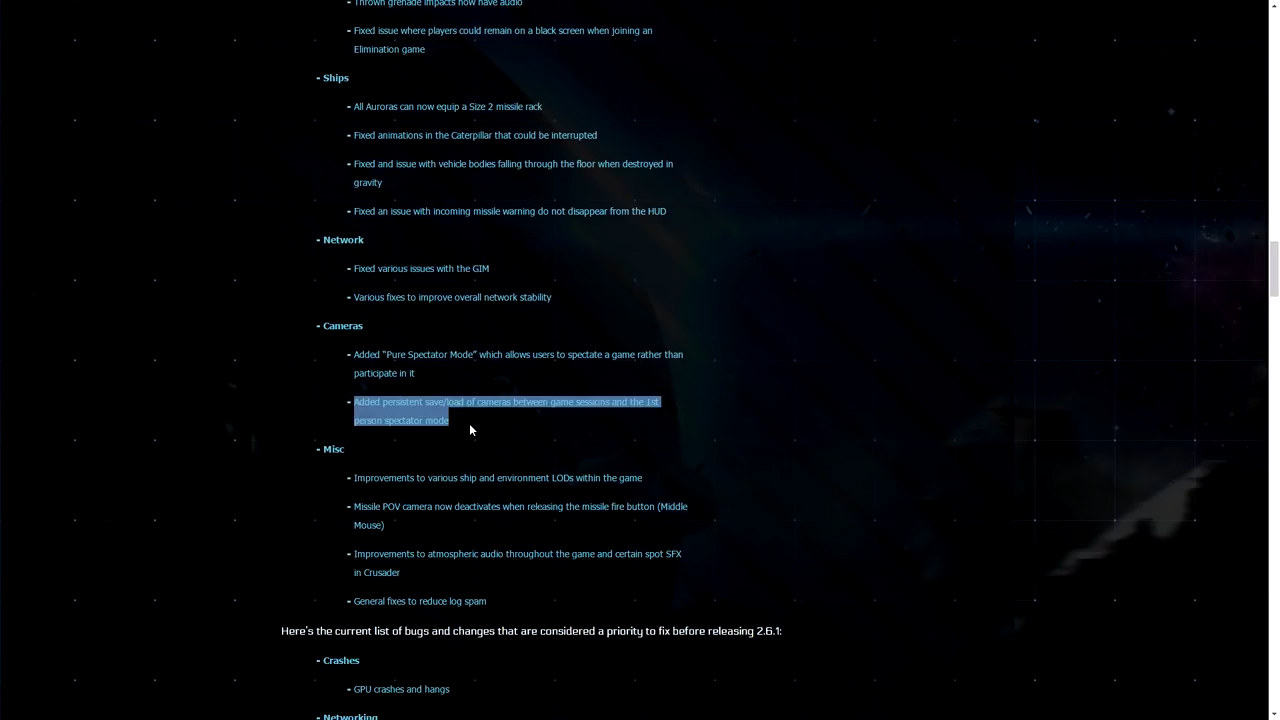 - Thrown grenade impacts now have audio
- Fixed issue where players could remain on a black screen when joining an
Elimination game
- Ships
- All Auroras can now equip a Size 2 missile rack
- Fixed animations in the Caterpillar that could be interrupted
- Fixed and issue with vehicle bodies falling through the floor when destroyed in
gravity
- Fixed an issue with incoming missile warning do not disappear from the HUD
- Network
- Fixed various issues with the GIM
- Various fixes to improve overall network stability
- Cameras
- Added “Pure Spectator Mode” which allows users to spectate a game rather than
participate in it
- Added persistent save/load of cameras between game sessions and the 1st
person spectator mode
- Misc
- Improvements to various ship and environment LODs within the game
- Missile POV camera now deactivates when releasing the missile fire button (Middle
Mouse)
- Improvements to atmospheric audio throughout the game and certain spot SFX
in Crusader
- General fixes to reduce log spam
Here's the current list of bugs and changes that are considered a priority to fix before releasing 2.6.1:
- Crashes
- GPU crashes and hangs
- Networking